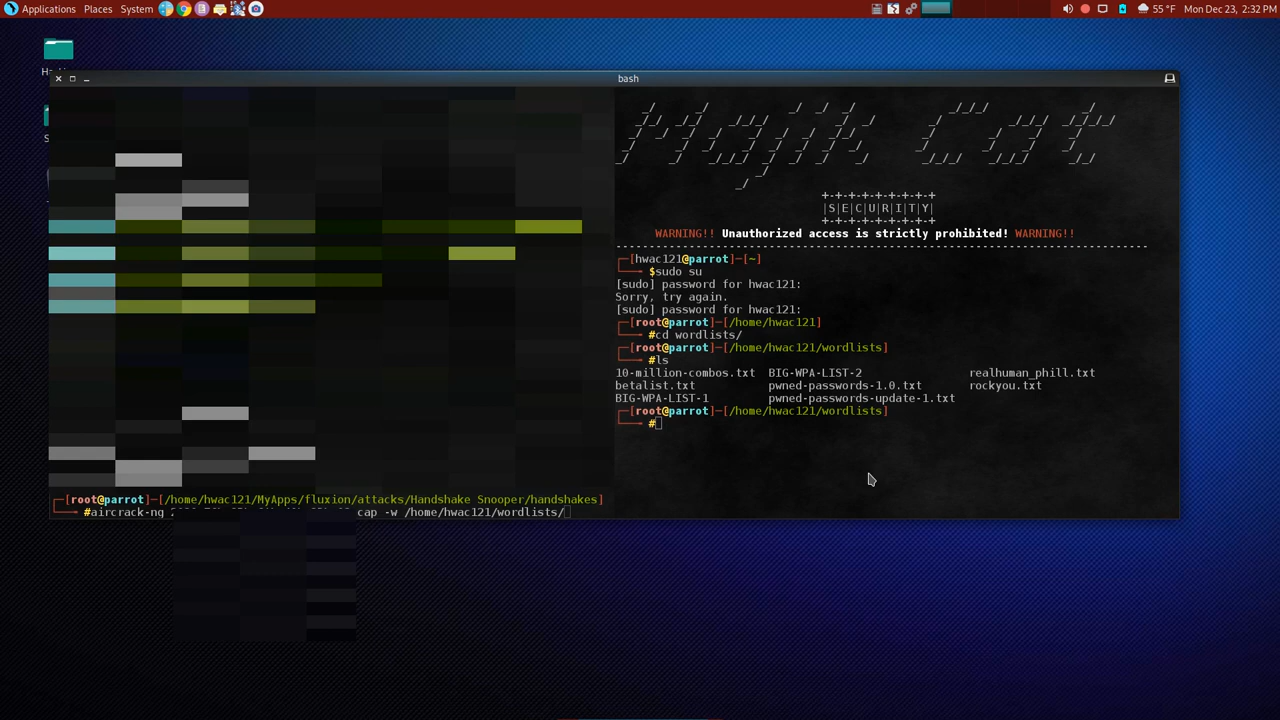 Applications Places System
55 °F Mon Dec 23, 2:32 PM
bash
Majik Cat
|S|E|C|U|R|I|T|Y|
WARNING!! Unauthorized access is strictly prohibited! WARNING!!
┌─[hwac121@parrot]─[~]
└──╼ $sudo su
[sudo] password for hwac121:
Sorry, try again.
[sudo] password for hwac121:
┌─[root@parrot]─[/home/hwac121]
└──╼ #cd wordlists/
┌─[root@parrot]─[/home/hwac121/wordlists]
└──╼ #ls
10-million-combos.txt BIG-WPA-LIST-2 realhuman_phill.txt
betalist.txt pwned-passwords-1.0.txt rockyou.txt
BIG-WPA-LIST-1 pwned-passwords-update-1.txt
┌─[root@parrot]─[/home/hwac121/wordlists]
└──╼ #
┌─[root@parrot]─[/home/hwac121/MyApps/fluxion/attacks/Handshake Snooper/handshakes]
└──╼ #aircrack-ng cap -w /home/hwac121/wordlists/